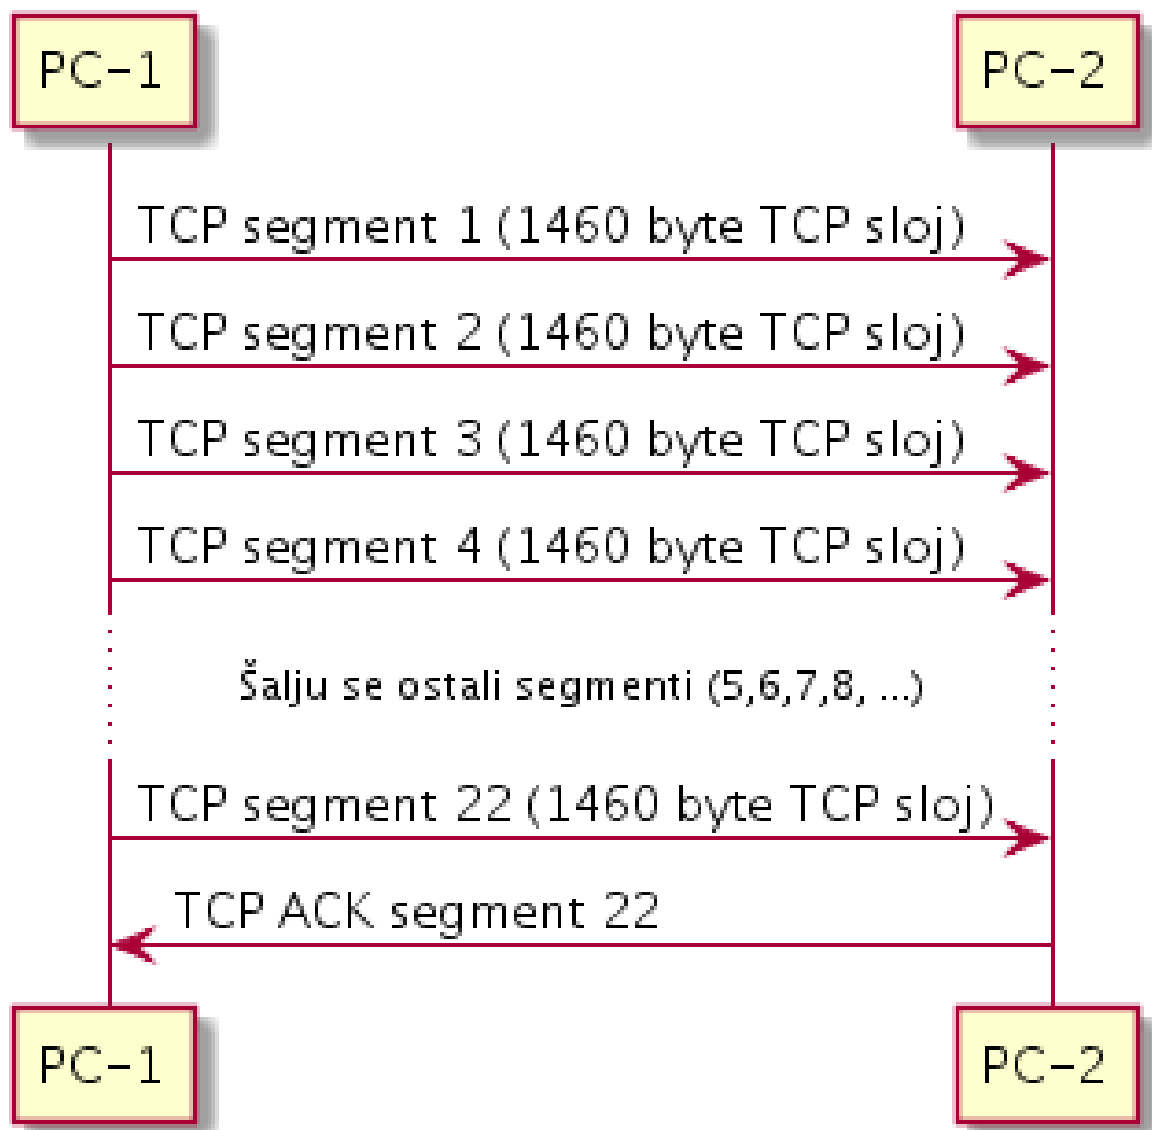 PC-1
PC-2
TCP segment 1 (1460 byte TCP sloj)
TCP segment 2 (1460 byte TCP sloj)
TCP segment 3 (1460 byte TCP sloj)
TCP segment 4 (1460 byte TCP sloj)
Šalju se ostali segmenti (5,6,7,8, ...)
TCP segment 22 (1460 byte TCP sloj)
TCP ACK segment 22
PC-1
PC-2